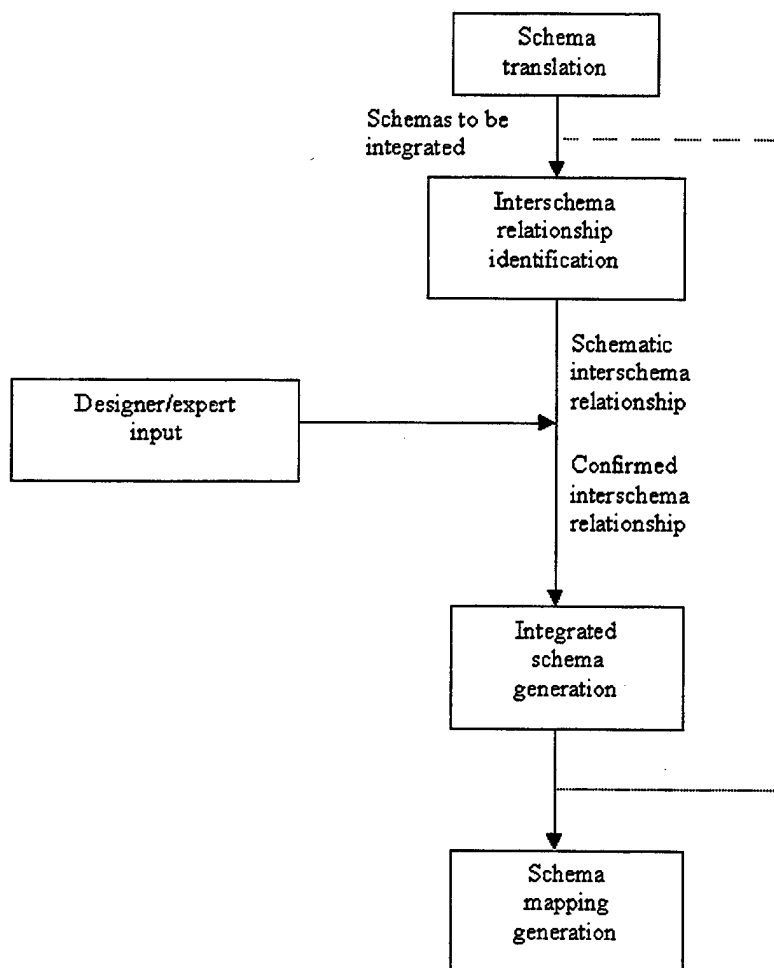 Schema
translation
Schemas to be
integrated
Interschema
relationship
identification
Schematic
interschema
relationship
Designer/expert
input
Confirmed
interschema
relationship
Integrated
schema
generation
Schema
mapping
generation